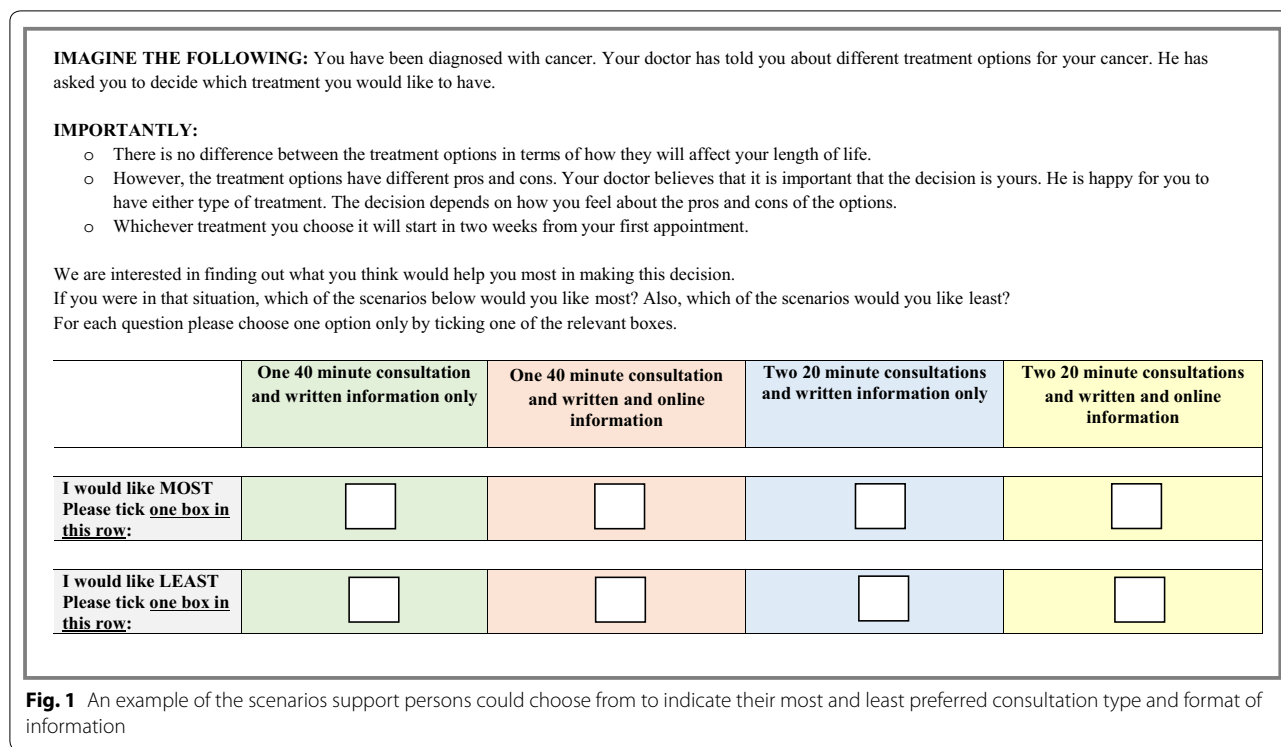 IMAGINE THE FOLLOWING: You have been diagnosed with cancer. Your doctor has told you about different treatment options for your cancer. He has
asked you to decide which treatment you would like to have.
IMPORTANTLY:
o There is no difference between the treatment options in terms of how they will affect your length of life.
o However, the treatment options have different pros and cons. Your doctor believes that it is important that the decision is yours. He is happy for you to
have either type of treatment. The decision depends on how you feel about the pros and cons of the options.
o Whichever treatment you choose it will start in two weeks from your first appointment.
We are interested in finding out what you think would help you most in making this decision.
If you were in that situation, which of the scenarios below would you like most? Also, which of the scenarios would you like least?
For each question please choose one option only by ticking one of the relevant boxes.
One 40 minute consultation
and written information only
One 40 minute consultation
and written and online
information
Two 20 minute consultations
and written information only
Two 20 minute consultations
and written and online
information
I would like MOST
Please tick one box in
this row:
I would like LEAST
Please tick one box in
this row:
Fig. 1 An example of the scenarios support persons could choose from to indicate their most and least preferred consultation type and format of
information